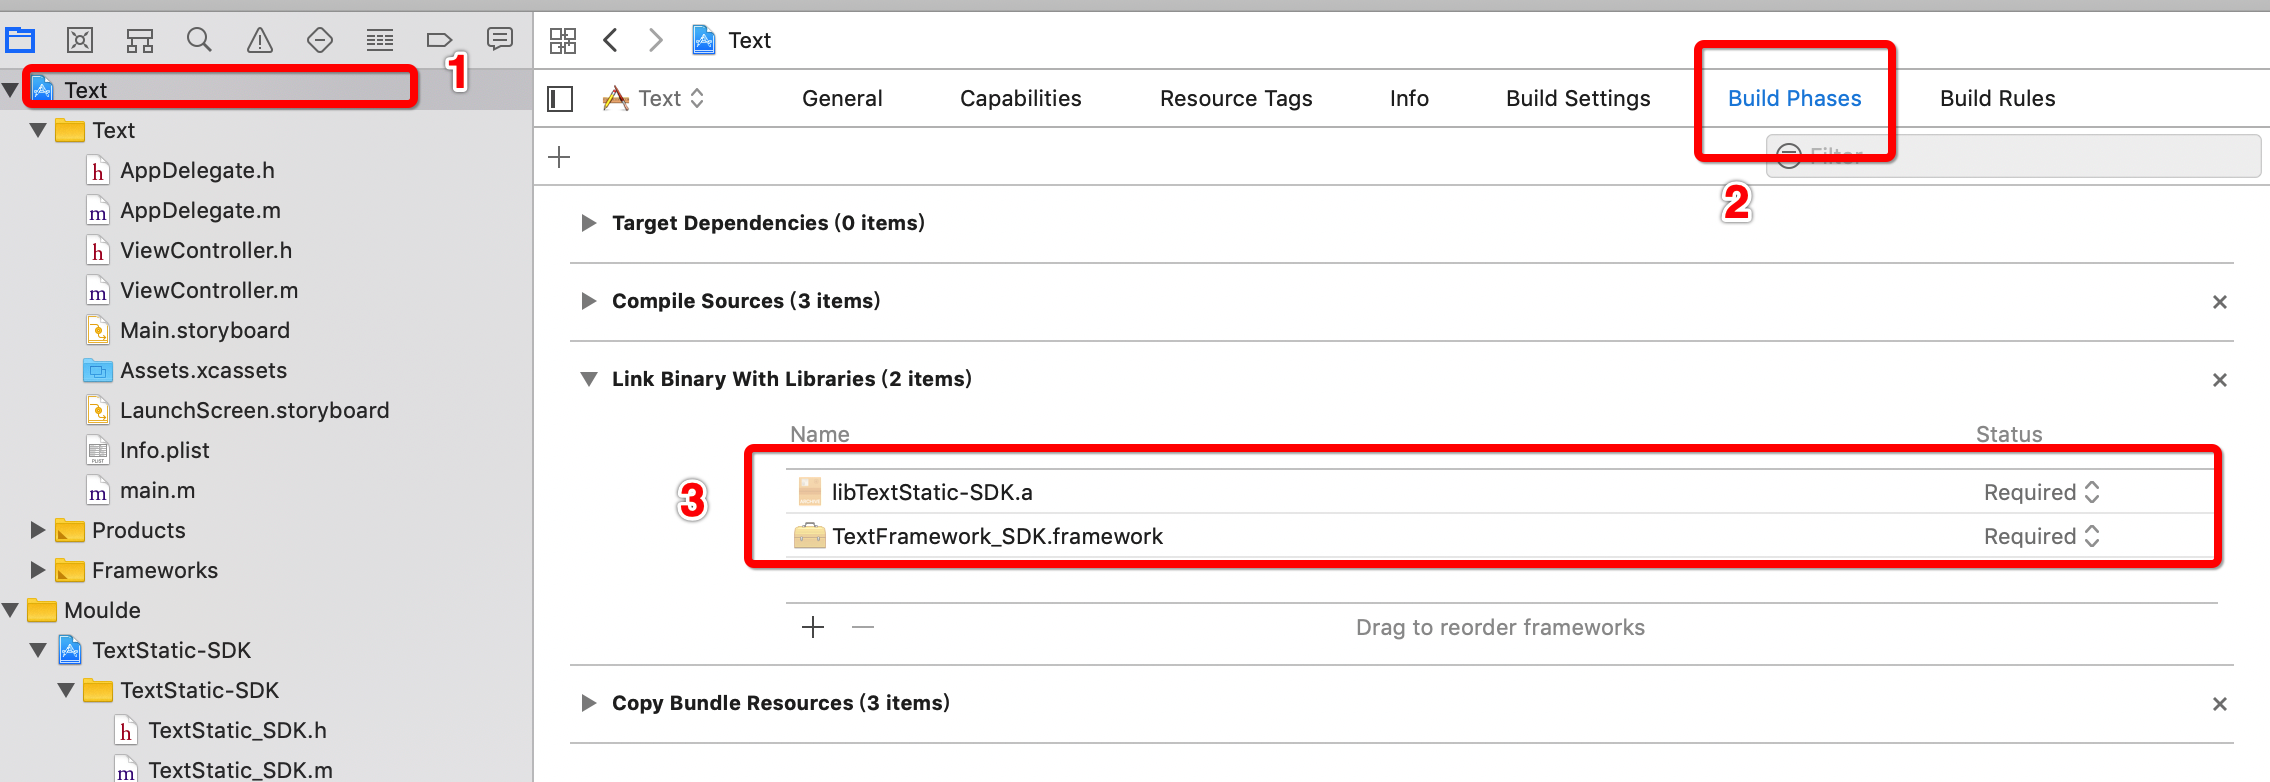 Text
1
Text
Text
General
Capabilities
Resource Tags
Info
Build Settings
Build Phases
Build Rules
2
Filter
Text
AppDelegate.h
AppDelegate.m
ViewController.h
ViewController.m
Main.storyboard
Assets.xcassets
LaunchScreen.storyboard
Info.plist
main.m
Products
Frameworks
Moulde
TextStatic-SDK
TextStatic-SDK
TextStatic_SDK.h
TextStatic_SDK.m
Target Dependencies (0 items)
Compile Sources (3 items)
Link Binary With Libraries (2 items)
Name
Status
3
libTextStatic-SDK.a
Required
TextFramework_SDK.framework
Required
Drag to reorder frameworks
Copy Bundle Resources (3 items)